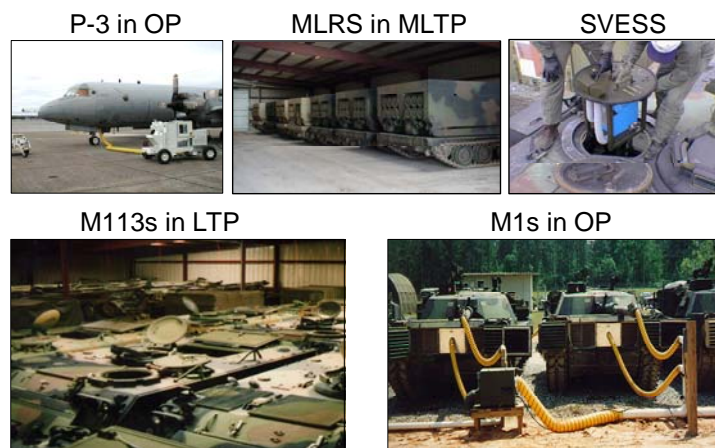 P-3 in OP
MLRS in MLTP
SVESS
M113s in LTP
M1s in OP